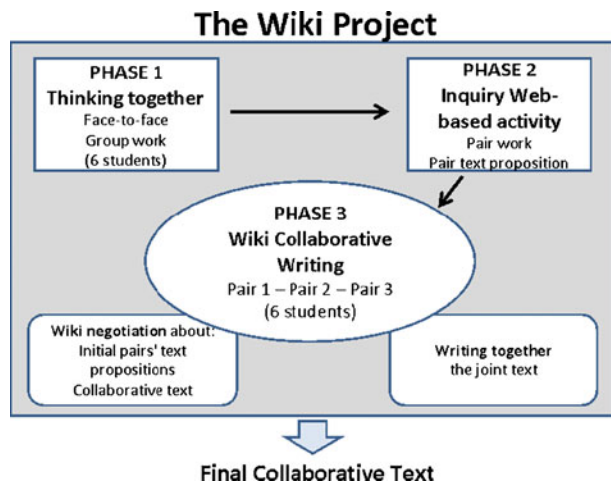 The Wiki Project
PHASE 1
Thinking together
Face-to-face
Group work
(6 students)
PHASE 2
Inquiry Web-
based activity
Pair work
Pair text proposition
PHASE 3
Wiki Collaborative
Writing
Pair 1 – Pair 2 – Pair 3
(6 students)
Wiki negotiation about:
Initial pairs' text
propositions
Collaborative text
Writing together
the joint text
Final Collaborative Text